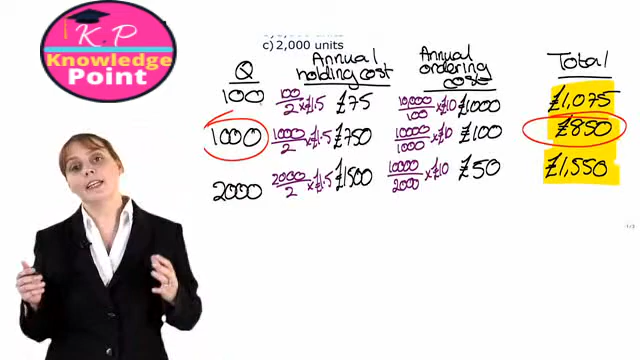 K.P
Knowledge
Point
c) 2,000 units
Q
Annual holding cost
Annual ordering cost
Total
100
100/2 x £1.5
£75
10,000/100 x £10
£1000
£1,075
1000
1000/2 x £1.5
£750
10000/1000 x £10
£100
£850
2000
2000/2 x £1.5
£1500
10000/2000 x £10
£50
£1,550